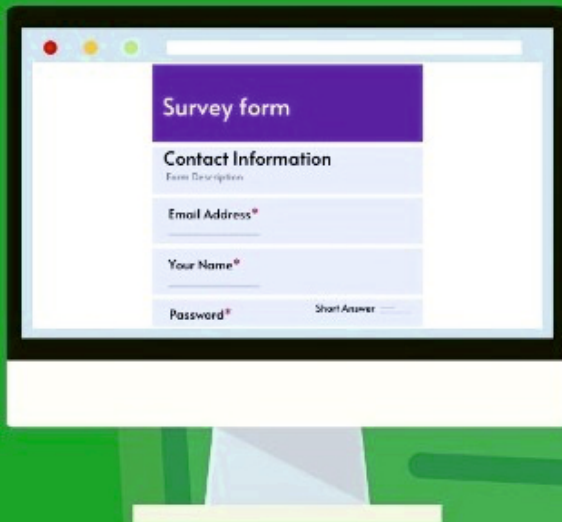 Survey form
Contact Information
Form Description
Email Address*
Your Name*
Password*
Short Answer